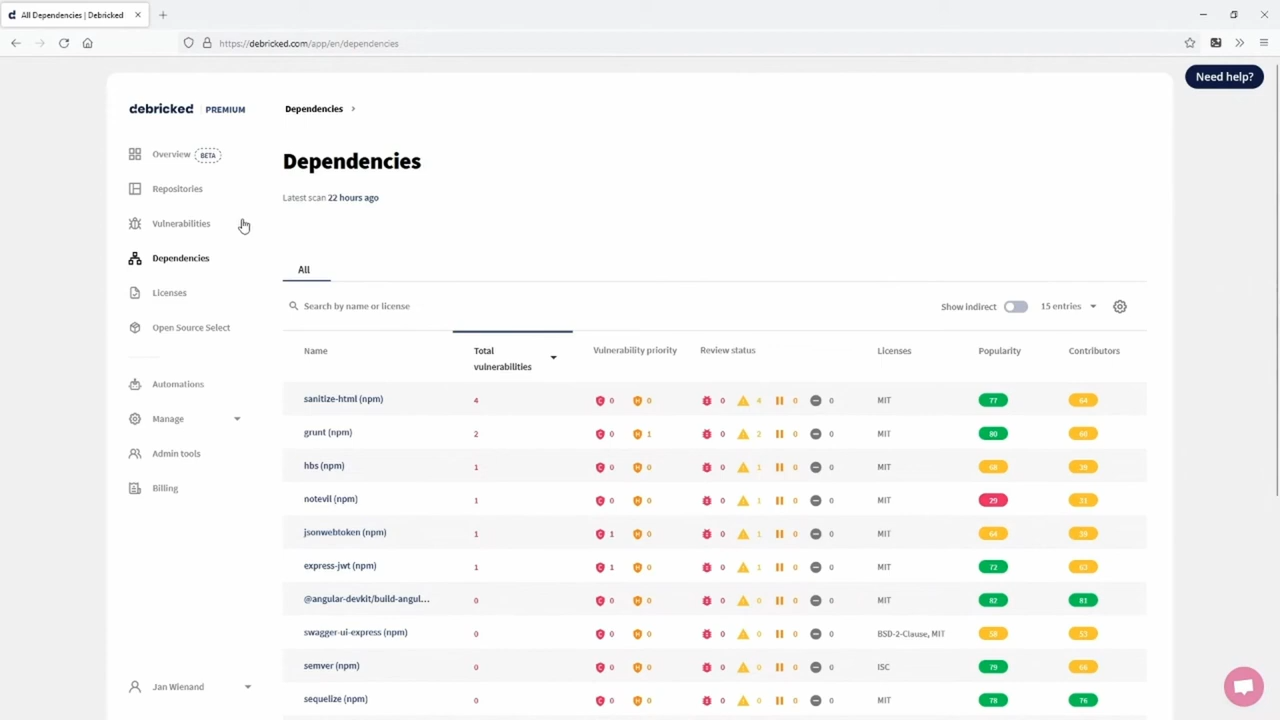 All Dependencies | Debricked
https://debricked.com/app/en/dependencies
Need help?
debricked PREMIUM
Dependencies
Overview BETA
Repositories
Vulnerabilities
Dependencies
Licenses
Open Source Select
Automations
Manage
Admin tools
Billing
Jan Wienand
Dependencies
Latest scan 22 hours ago
All
Search by name or license
Show indirect
15 entries
Name Total vulnerabilities Vulnerability priority Review status Licenses Popularity Contributors
sanitize-html (npm) 4 C 0 H 0 0 4 0 0 MIT 77 64
grunt (npm) 2 C 0 H 1 0 2 0 0 MIT 80 60
hbs (npm) 1 C 0 H 0 0 1 0 0 MIT 60 39
notevil (npm) 1 C 0 H 0 0 1 0 0 MIT 29 31
jsonwebtoken (npm) 1 C 1 H 0 0 1 0 0 MIT 64 39
express-jwt (npm) 1 C 1 H 0 0 1 0 0 MIT 72 63
@angular-devkit/build-angul... 0 C 0 H 0 0 0 0 0 MIT 82 81
swagger-ui-express (npm) 0 C 0 H 0 0 0 0 0 BSD-2-Clause, MIT 53
semver (npm) 0 C 0 H 0 0 0 0 0 ISC 79 66
sequelize (npm) 0 C 0 H 0 0 0 0 0 MIT 78 76